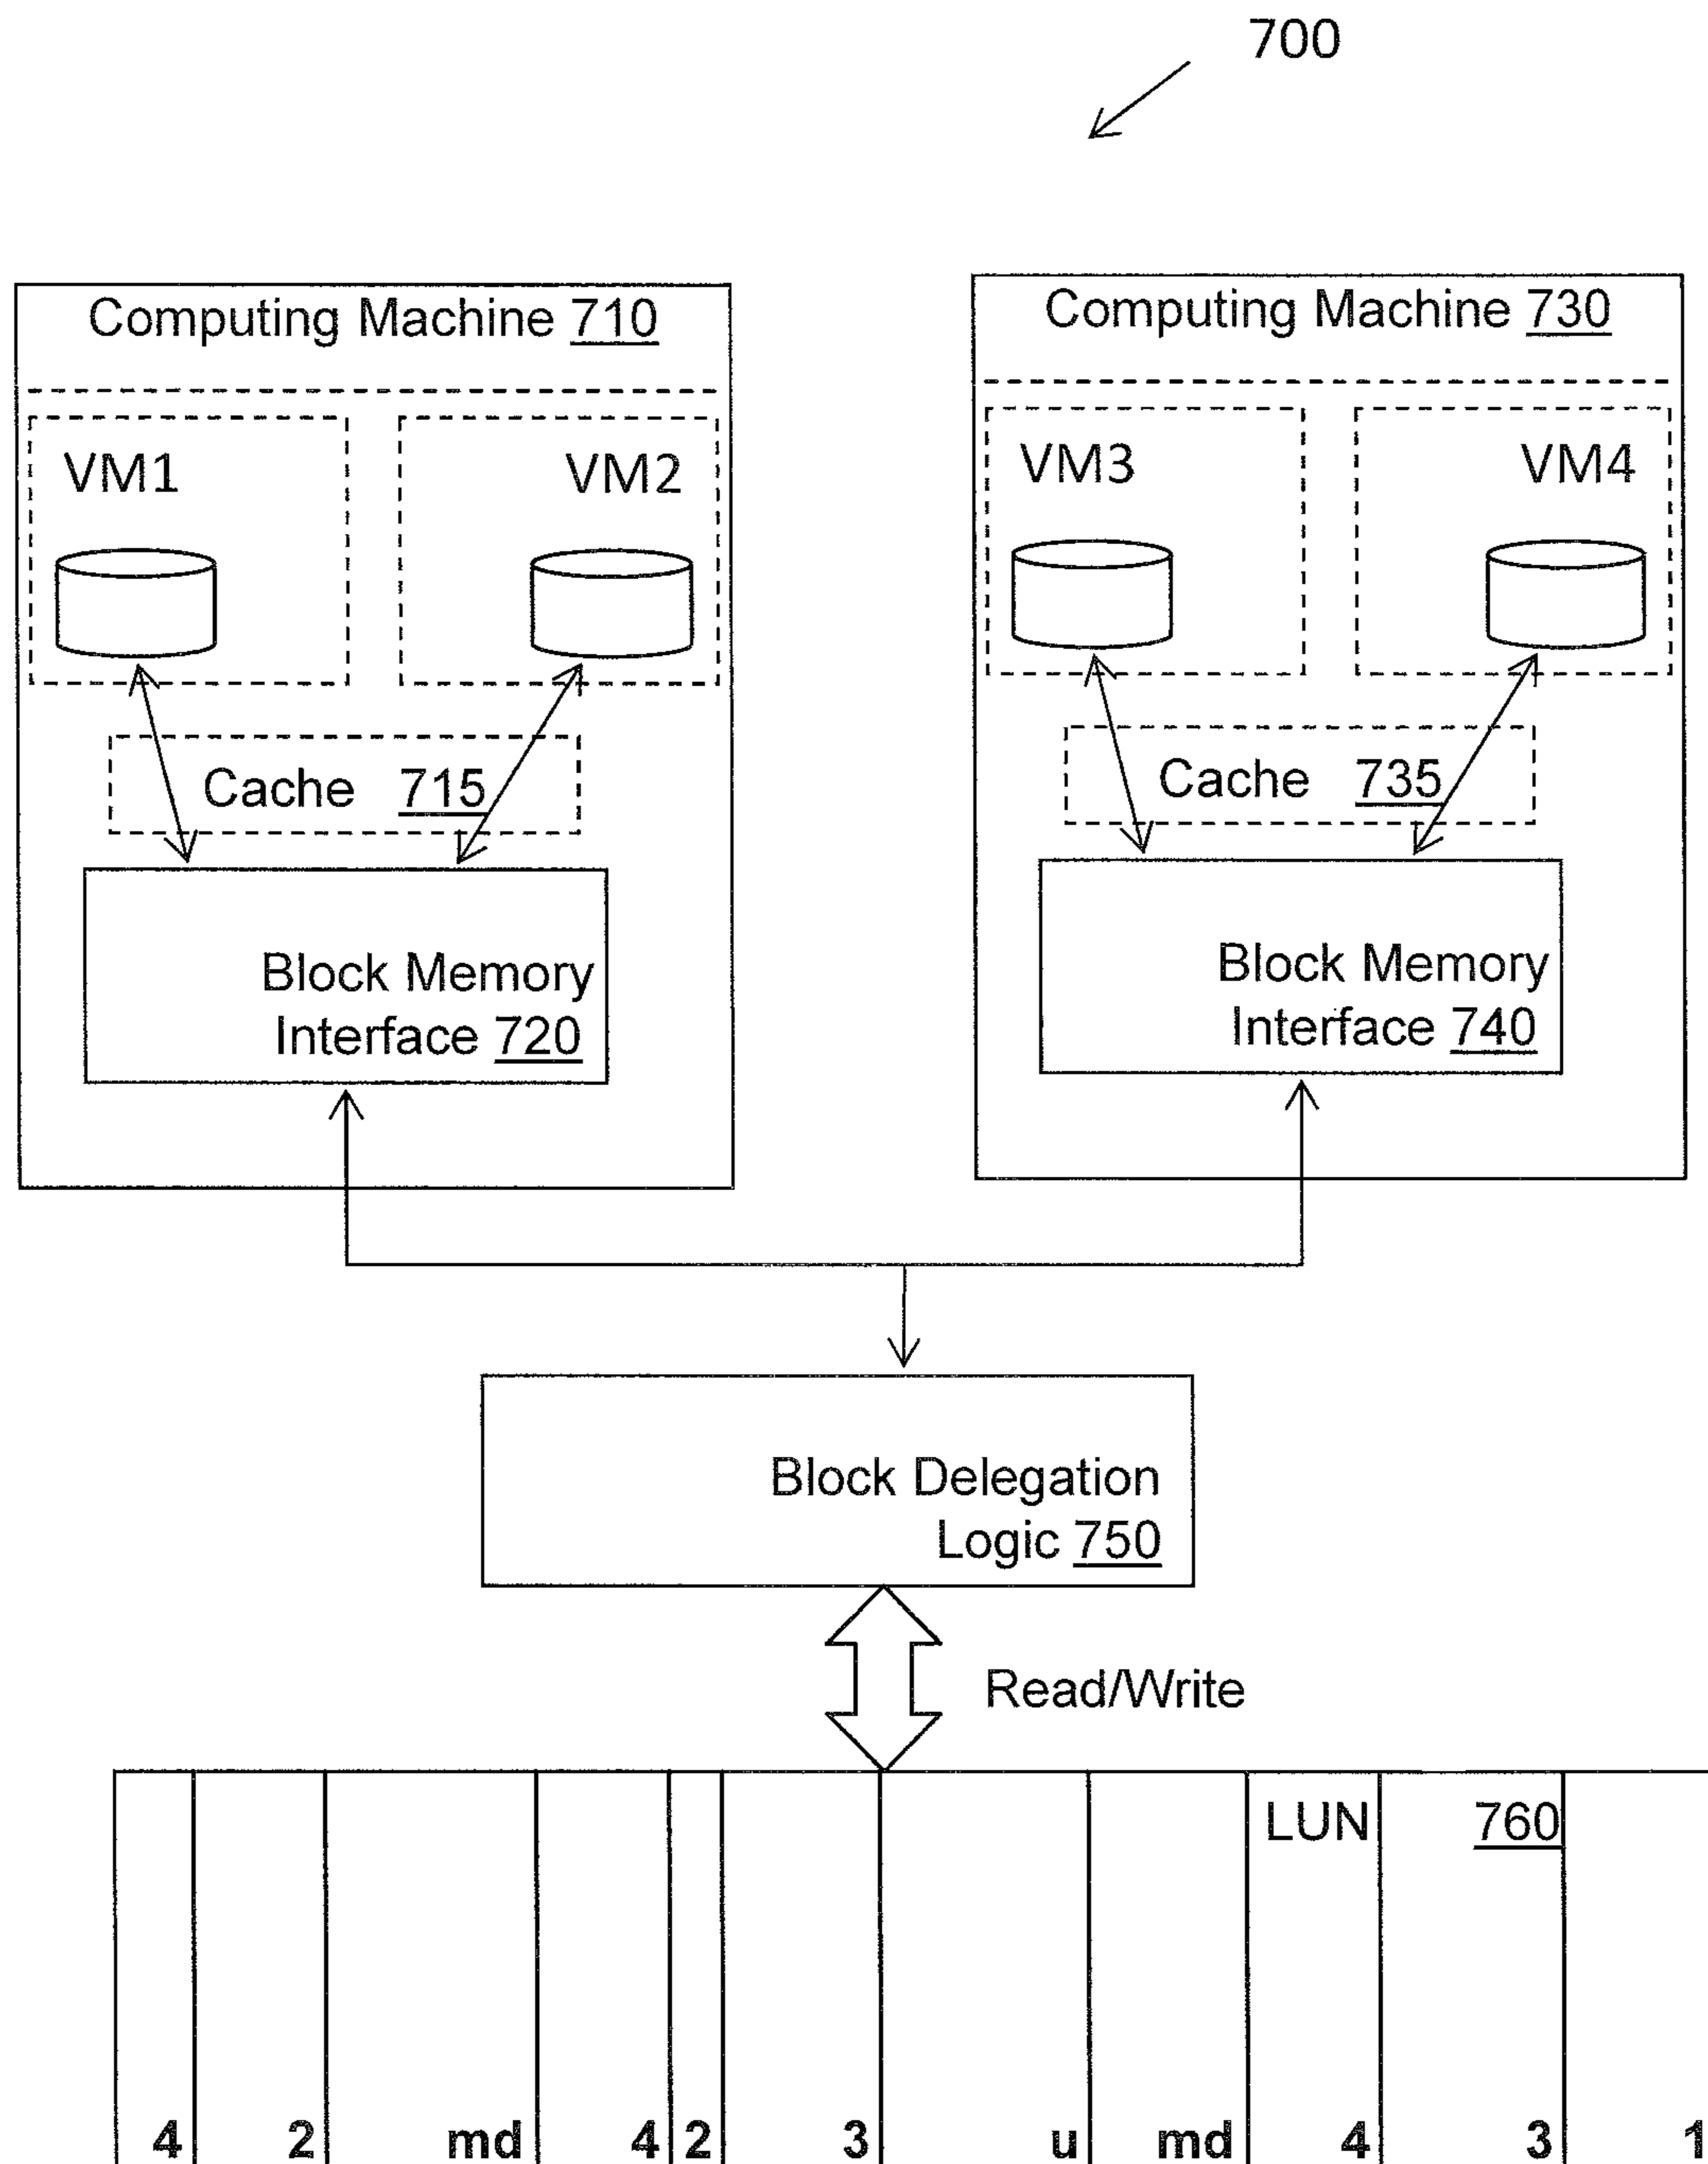 700
Computing Machine 710
VM1
VM2
Cache 715
Block Memory
Interface 720
Computing Machine 730
VM3
VM4
Cache 735
Block Memory
Interface 740
Block Delegation
Logic 750
Read/Write
LUN 760
4 2 md 4 2 3 u md 4 3 1